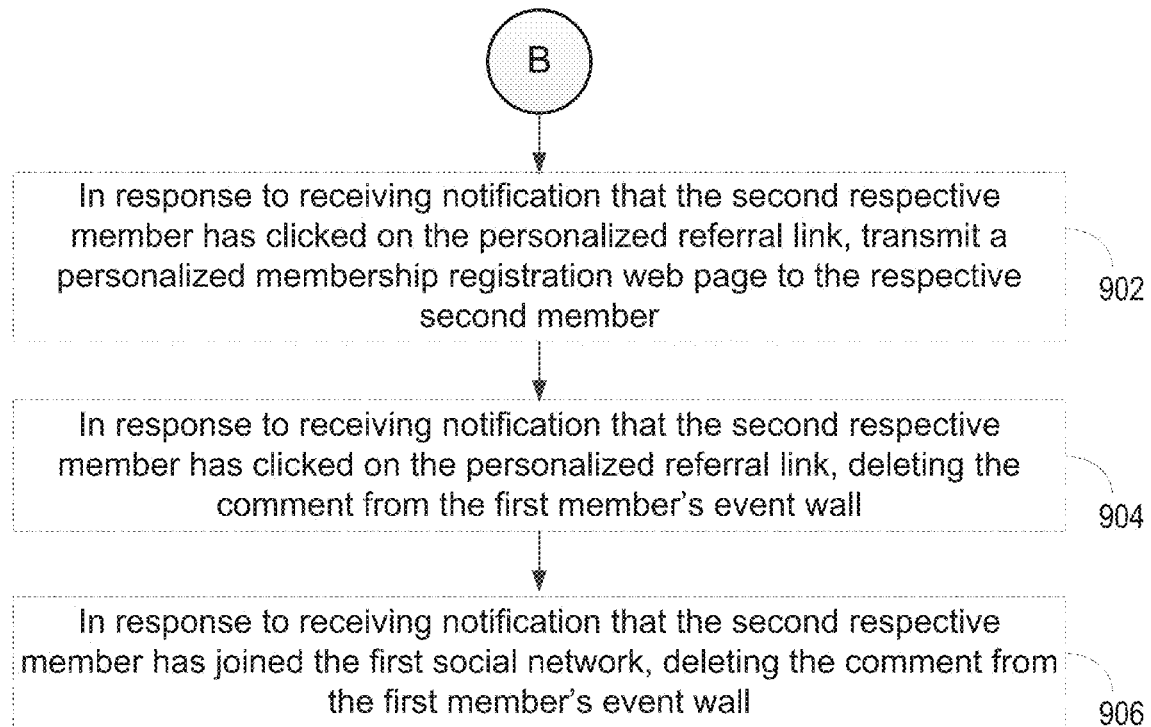 B
In response to receiving notification that the second respective
member has clicked on the personalized referral link, transmit a
personalized membership registration web page to the respective
second member
902
In response to receiving notification that the second respective
member has clicked on the personalized referral link, deleting the
comment from the first member's event wall
904
In response to receiving notification that the second respective
member has joined the first social network, deleting the comment from
the first member's event wall
906